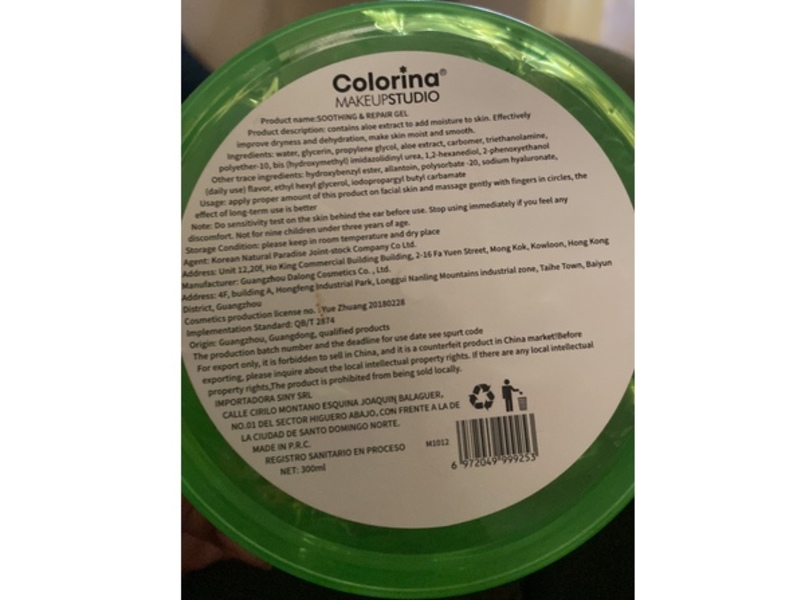 Colorina®
MAKEUPSTUDIO
Product name:SOOTHING & REPAIR GEL
Product description: contains aloe extract to add moisture to skin. Effectively
improve dryness and dehydration, make skin moist and smooth.
Ingredients: water, glycerin, propylene glycol, aloe extract, carbomer, triethanolamine,
polyether-10, bis (hydroxymethyl) imidazolidinyl urea, 1,2-hexanediol, 2-phenoxyethanol
Other trace ingredients: hydroxybenzyl ester, allantoin, polysorbate -20, sodium hyaluronate,
(daily use) flavor, ethyl hexyl glycerol, iodopropargyl butyl carbamate
Usage: apply proper amount of this product on facial skin and massage gently with fingers in circles, the
effect of long-term use is better
Note: Do sensitivity test on the skin behind the ear before use. Stop using immediately if you feel any
discomfort. Not for nine children under three years of age.
Storage Condition: please keep in room temperature and dry place
Agent: Korean Natural Paradise Joint-stock Company Co Ltd.
Address: Unit 12,20f, Ho King Commercial Building Building, 2-16 Fa Yuen Street, Mong Kok, Kowloon, Hong Kong
Manufacturer: Guangzhou Dalong Cosmetics Co. , Ltd.
Address: 4F, building A, Hongfeng Industrial Park, Longgui Nanling Mountains industrial zone, Taihe Town, Baiyun
District, Guangzhou
Cosmetics production license no. Yue Zhuang 20180228
Implementation Standard: QB/T 2874
Origin: Guangzhou, Guangdong, qualified products
The production batch number and the deadline for use date see spurt code
For export only, it is forbidden to sell in China, and it is a counterfeit product in China market!Before
exporting, please inquire about the local intellectual property rights. If there are any local intellectual
property rights,The product is prohibited from being sold locally.
IMPORTADORA SINY SRL
CALLE CIRILO MONTANO ESQUINA JOAQUIN BALAGUER,
NO.01 DEL SECTOR HIGUERO ABAJO, CON FRENTE A LA DE
LA CIUDAD DE SANTO DOMINGO NORTE.
MADE IN P.R.C.
REGISTRO SANITARIO EN PROCESO
NET: 300ml
M1012
6 972049 999253